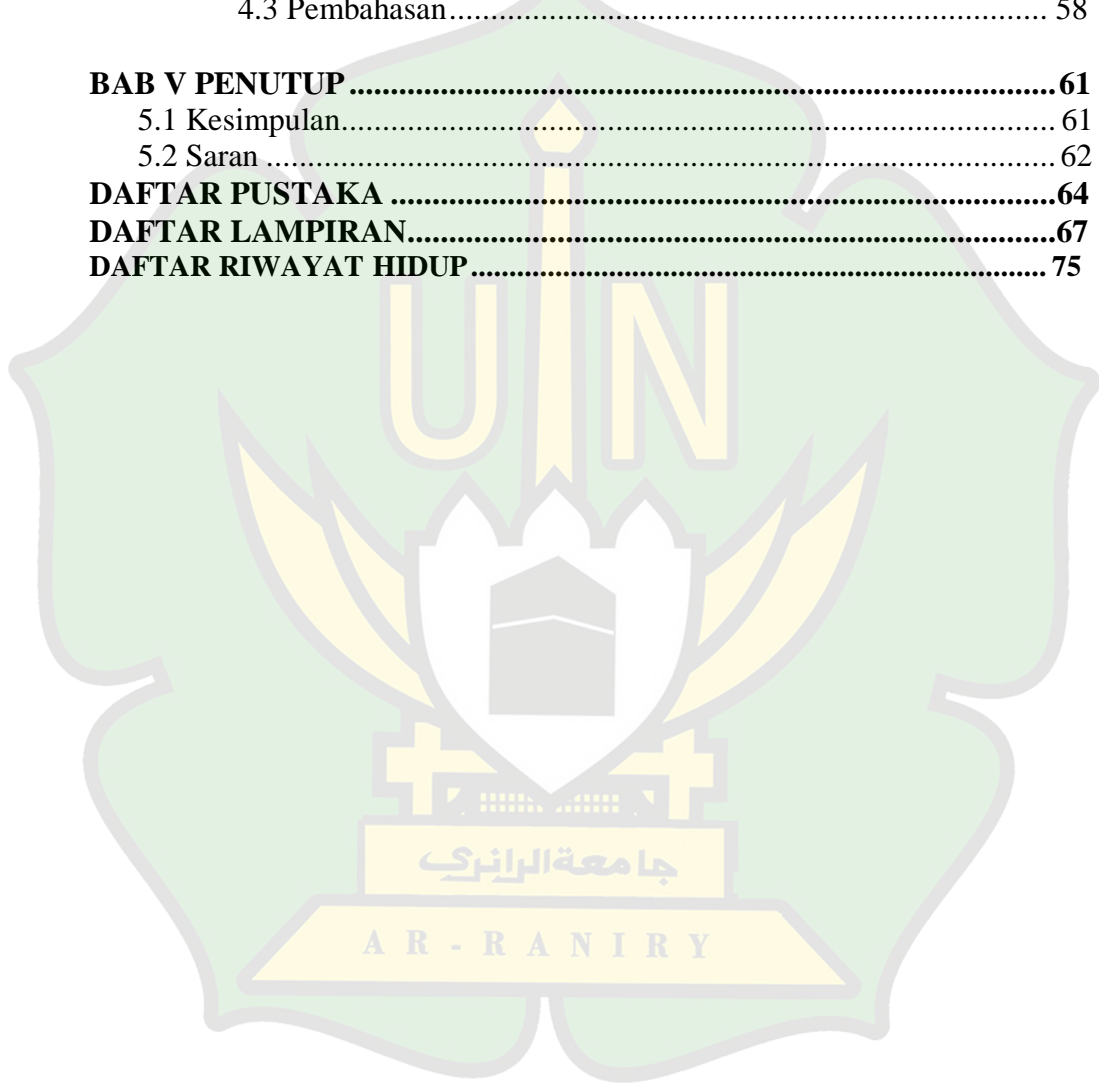 4.3 Pembahasan............................................................................... 58
BAB V PENUTUP ..........................................................................................61
5.1 Kesimpulan........................................................................................... 61
5.2 Saran ..................................................................................................... 62
DAFTAR PUSTAKA .....................................................................................64
DAFTAR LAMPIRAN...................................................................................67
DAFTAR RIWAYAT HIDUP.......................................................................... 75
UIN
جامعة الرانري
AR-RANIRY